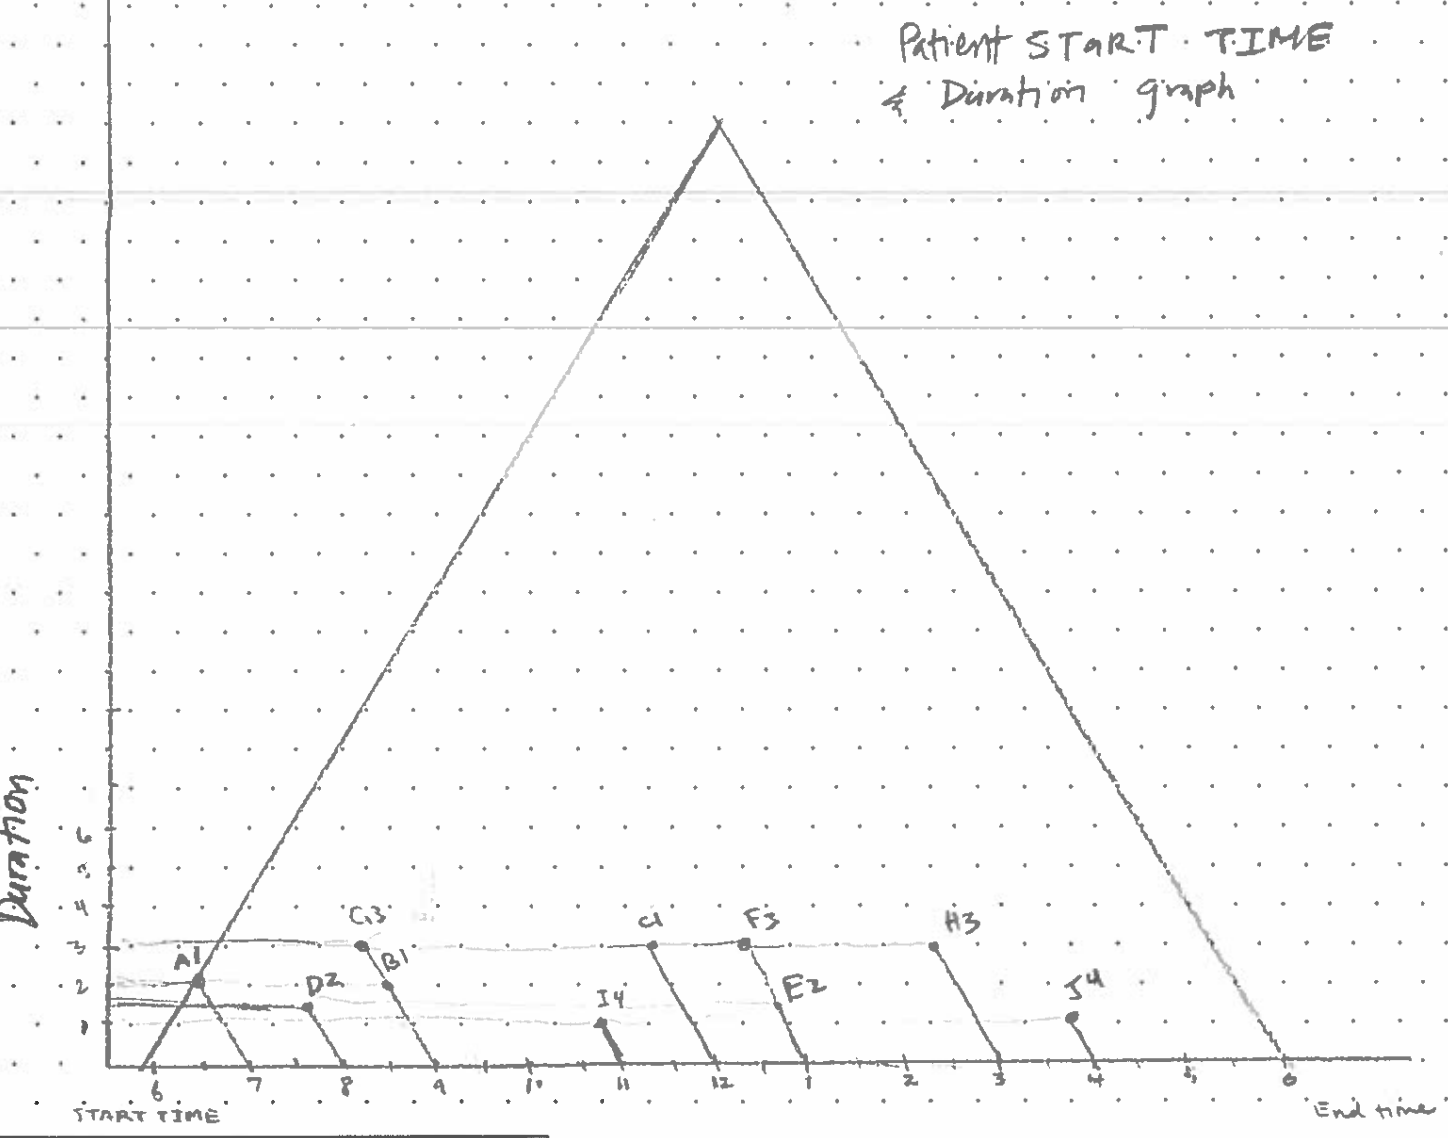 Patient START TIME
& Duration graph
Duration
6
5
4
3
2
1
G3
C1
F3
H3
A1
B1
D2
E2
I4
J4
6 7 8 9 10 11 12 1 2 3 4 5 6
START TIME
End time